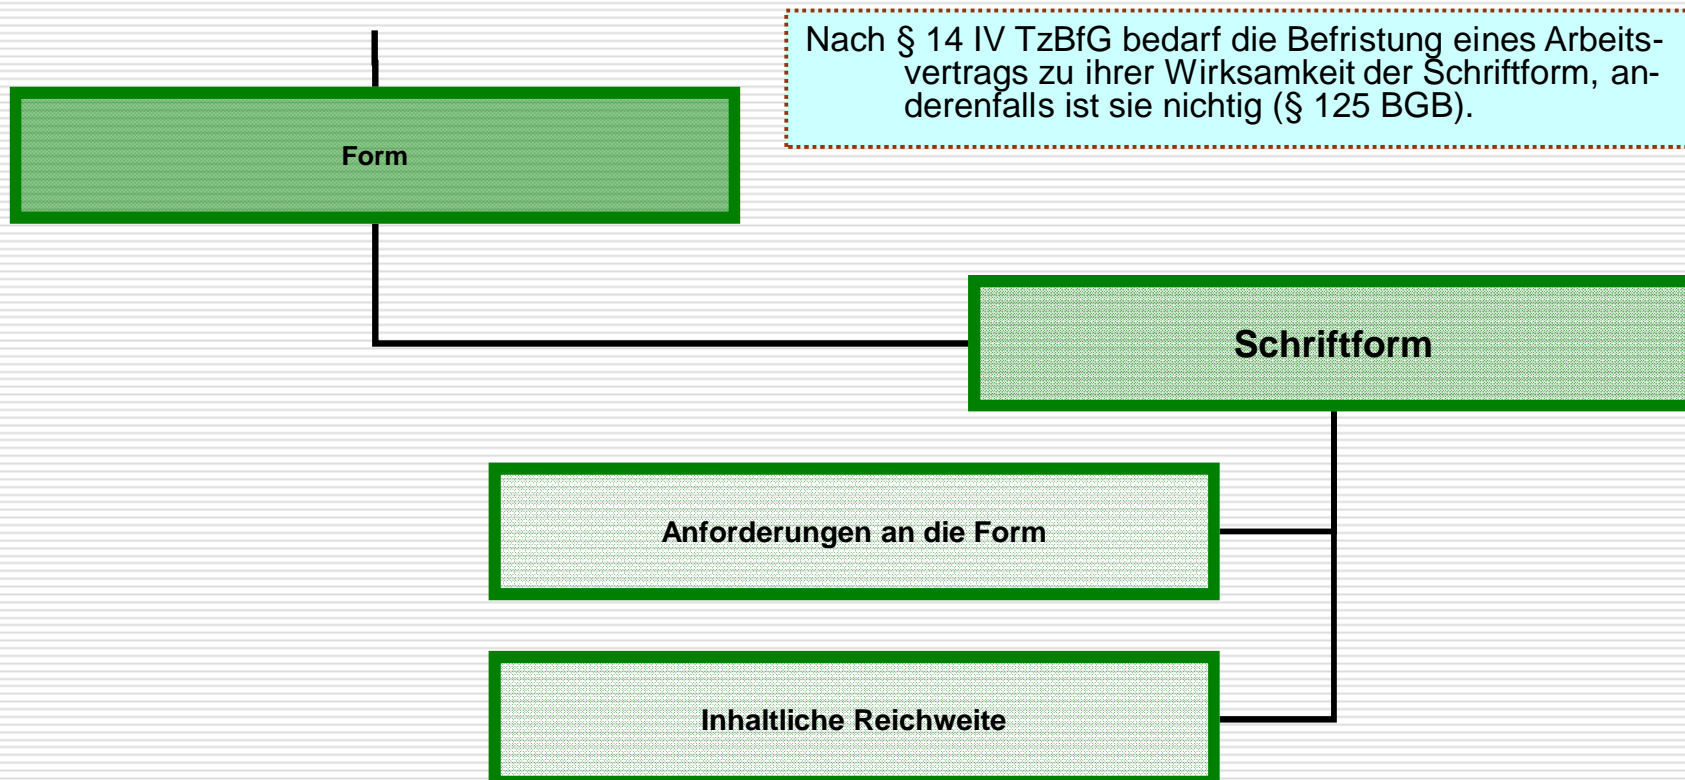 Nach § 14 IV TzBfG bedarf die Befristung eines Arbeits-
vertrags zu ihrer Wirksamkeit der Schriftform, an-
derenfalls ist sie nichtig (§ 125 BGB).
Form
Schriftform
Anforderungen an die Form
Inhaltliche Reichweite